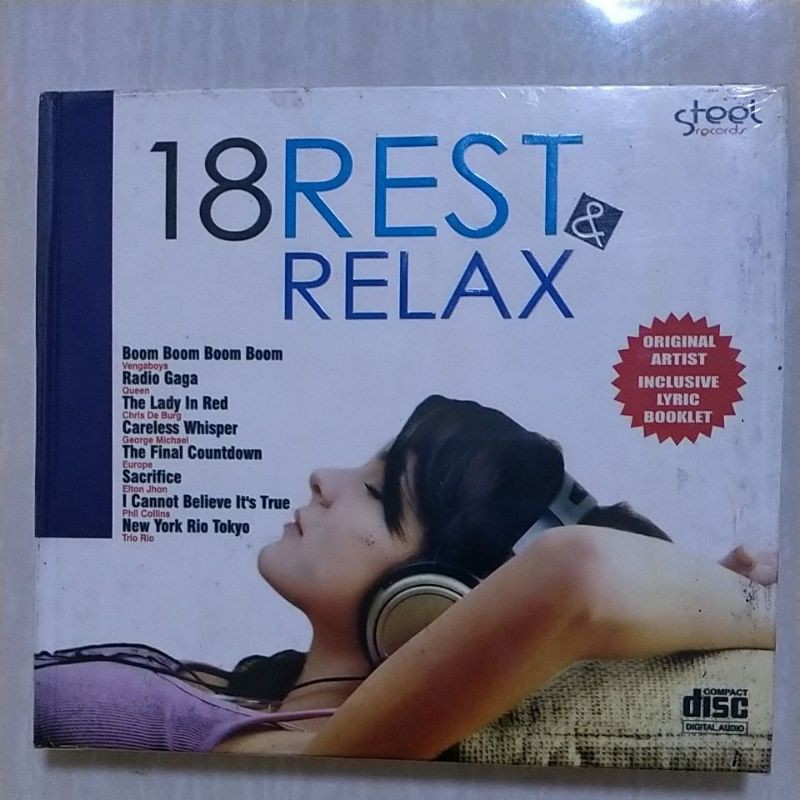 steel
records
18 REST &
RELAX
Boom Boom Boom Boom
Vengaboys
Radio Gaga
Queen
The Lady In Red
Chris De Burg
Careless Whisper
George Michael
The Final Countdown
Europe
Sacrifice
Elton Jhon
I Cannot Believe It's True
Phil Collins
New York Rio Tokyo
Trio Rio
ORIGINAL
ARTIST
INCLUSIVE
LYRIC
BOOKLET
COMPACT
disc
DIGITAL AUDIO